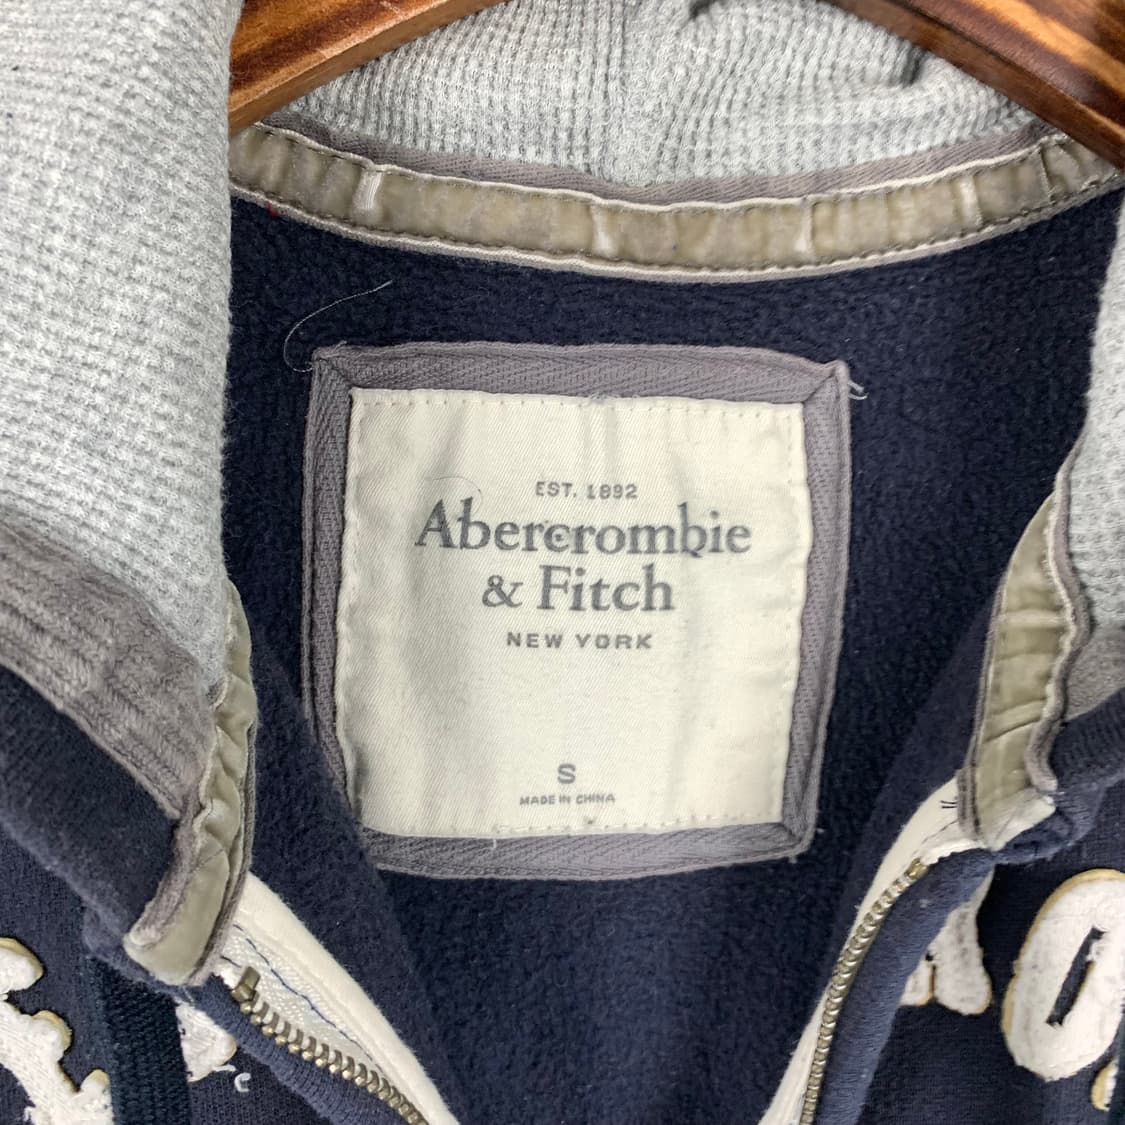 EST. 1892
Abercrombie
& Fitch
NEW YORK
S
MADE IN CHINA